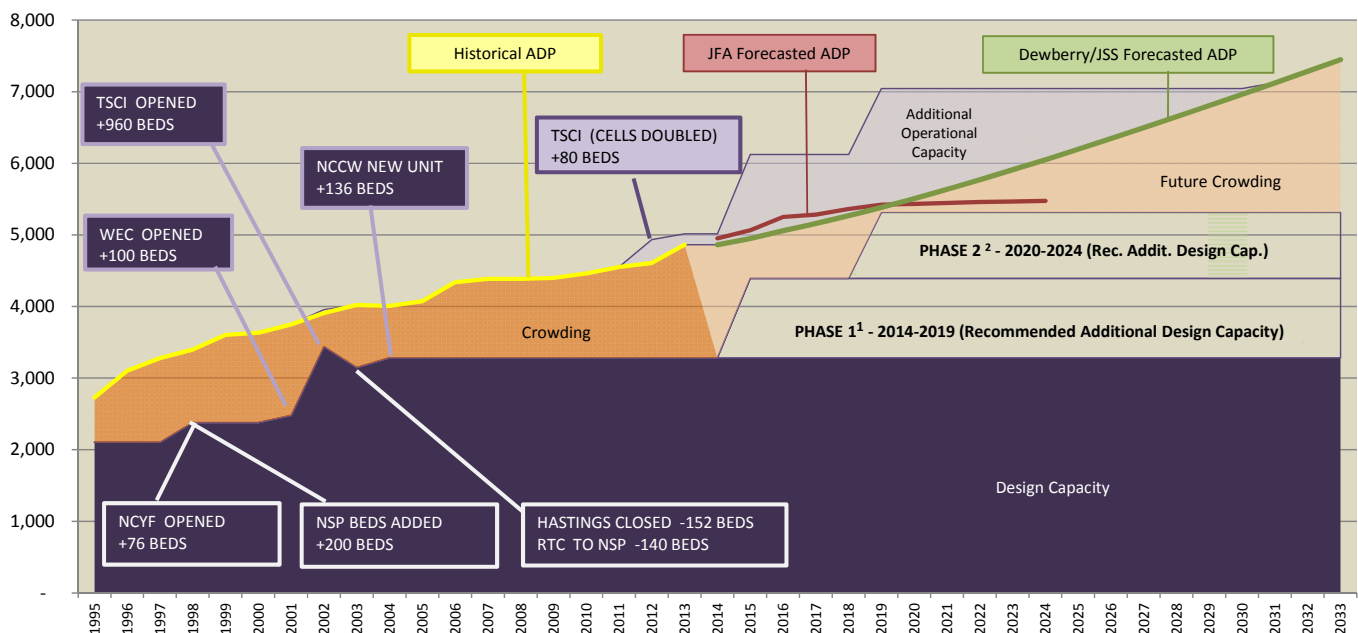 8,000
7,000
6,000
5,000
4,000
3,000
2,000
1,000
-
Historical ADP
JFA Forecasted ADP
Dewberry/JSS Forecasted ADP
TSCI OPENED
+960 BEDS
TSCI (CELLS DOUBLED)
+80 BEDS
Additional
Operational
Capacity
NCCW NEW UNIT
+136 BEDS
Future Crowding
WEC OPENED
+100 BEDS
PHASE 2 ² - 2020-2024 (Rec. Addit. Design Cap.)
Crowding
PHASE 1¹ - 2014-2019 (Recommended Additional Design Capacity)
Design Capacity
NCYF OPENED
+76 BEDS
NSP BEDS ADDED
+200 BEDS
HASTINGS CLOSED -152 BEDS
RTC TO NSP -140 BEDS
1995
1996
1997
1998
1999
2000
2001
2002
2003
2004
2005
2006
2007
2008
2009
2010
2011
2012
2013
2014
2015
2016
2017
2018
2019
2020
2021
2022
2023
2024
2025
2026
2027
2028
2029
2030
2031
2032
2033